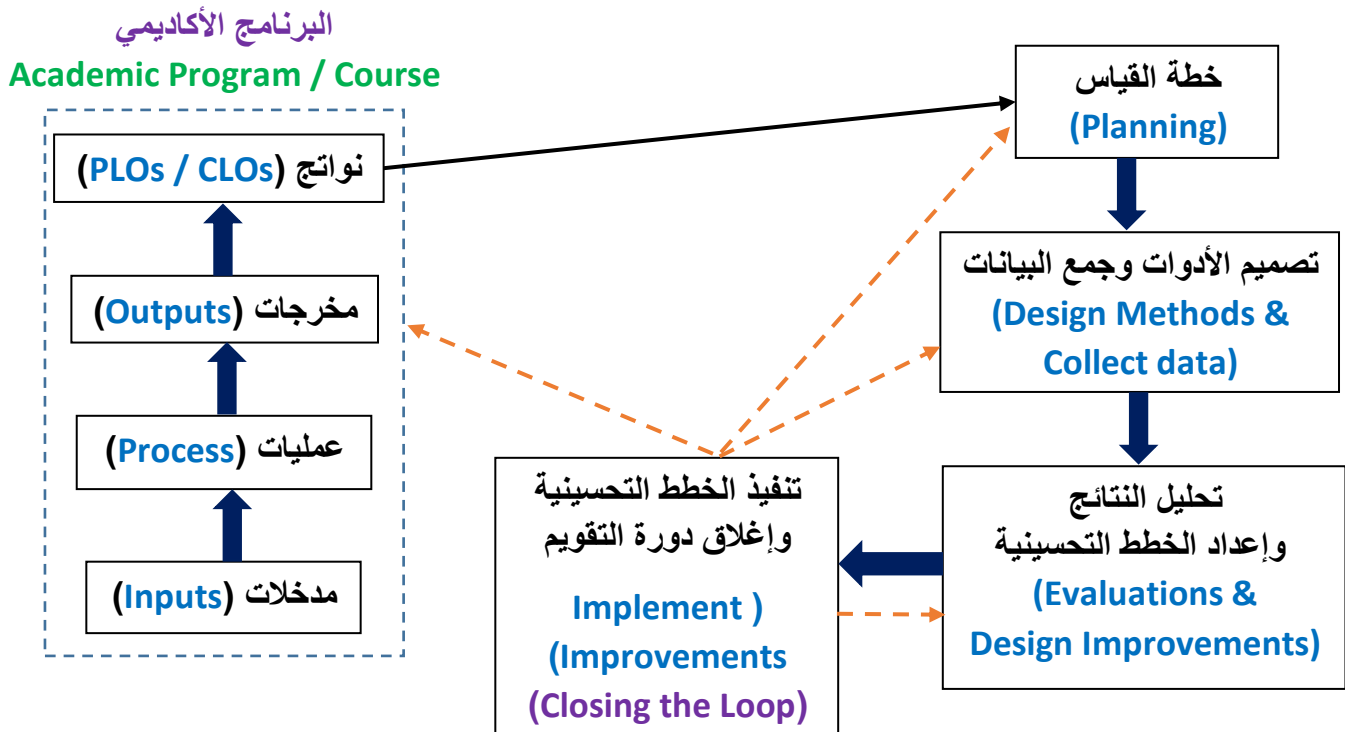 البرنامج الأكاديمي
Academic Program / Course
نواتج (PLOs / CLOs)
مخرجات (Outputs)
عمليات (Process)
مدخلات (Inputs)
خطة القياس
(Planning)
تصميم الأدوات وجمع البيانات
(Design Methods &
Collect data)
تحليل النتائج
وإعداد الخطط التحسينية
(Evaluations &
Design Improvements)
تنفيذ الخطط التحسينية
وإغلاق دورة التقويم
Implement )
(Improvements
(Closing the Loop)